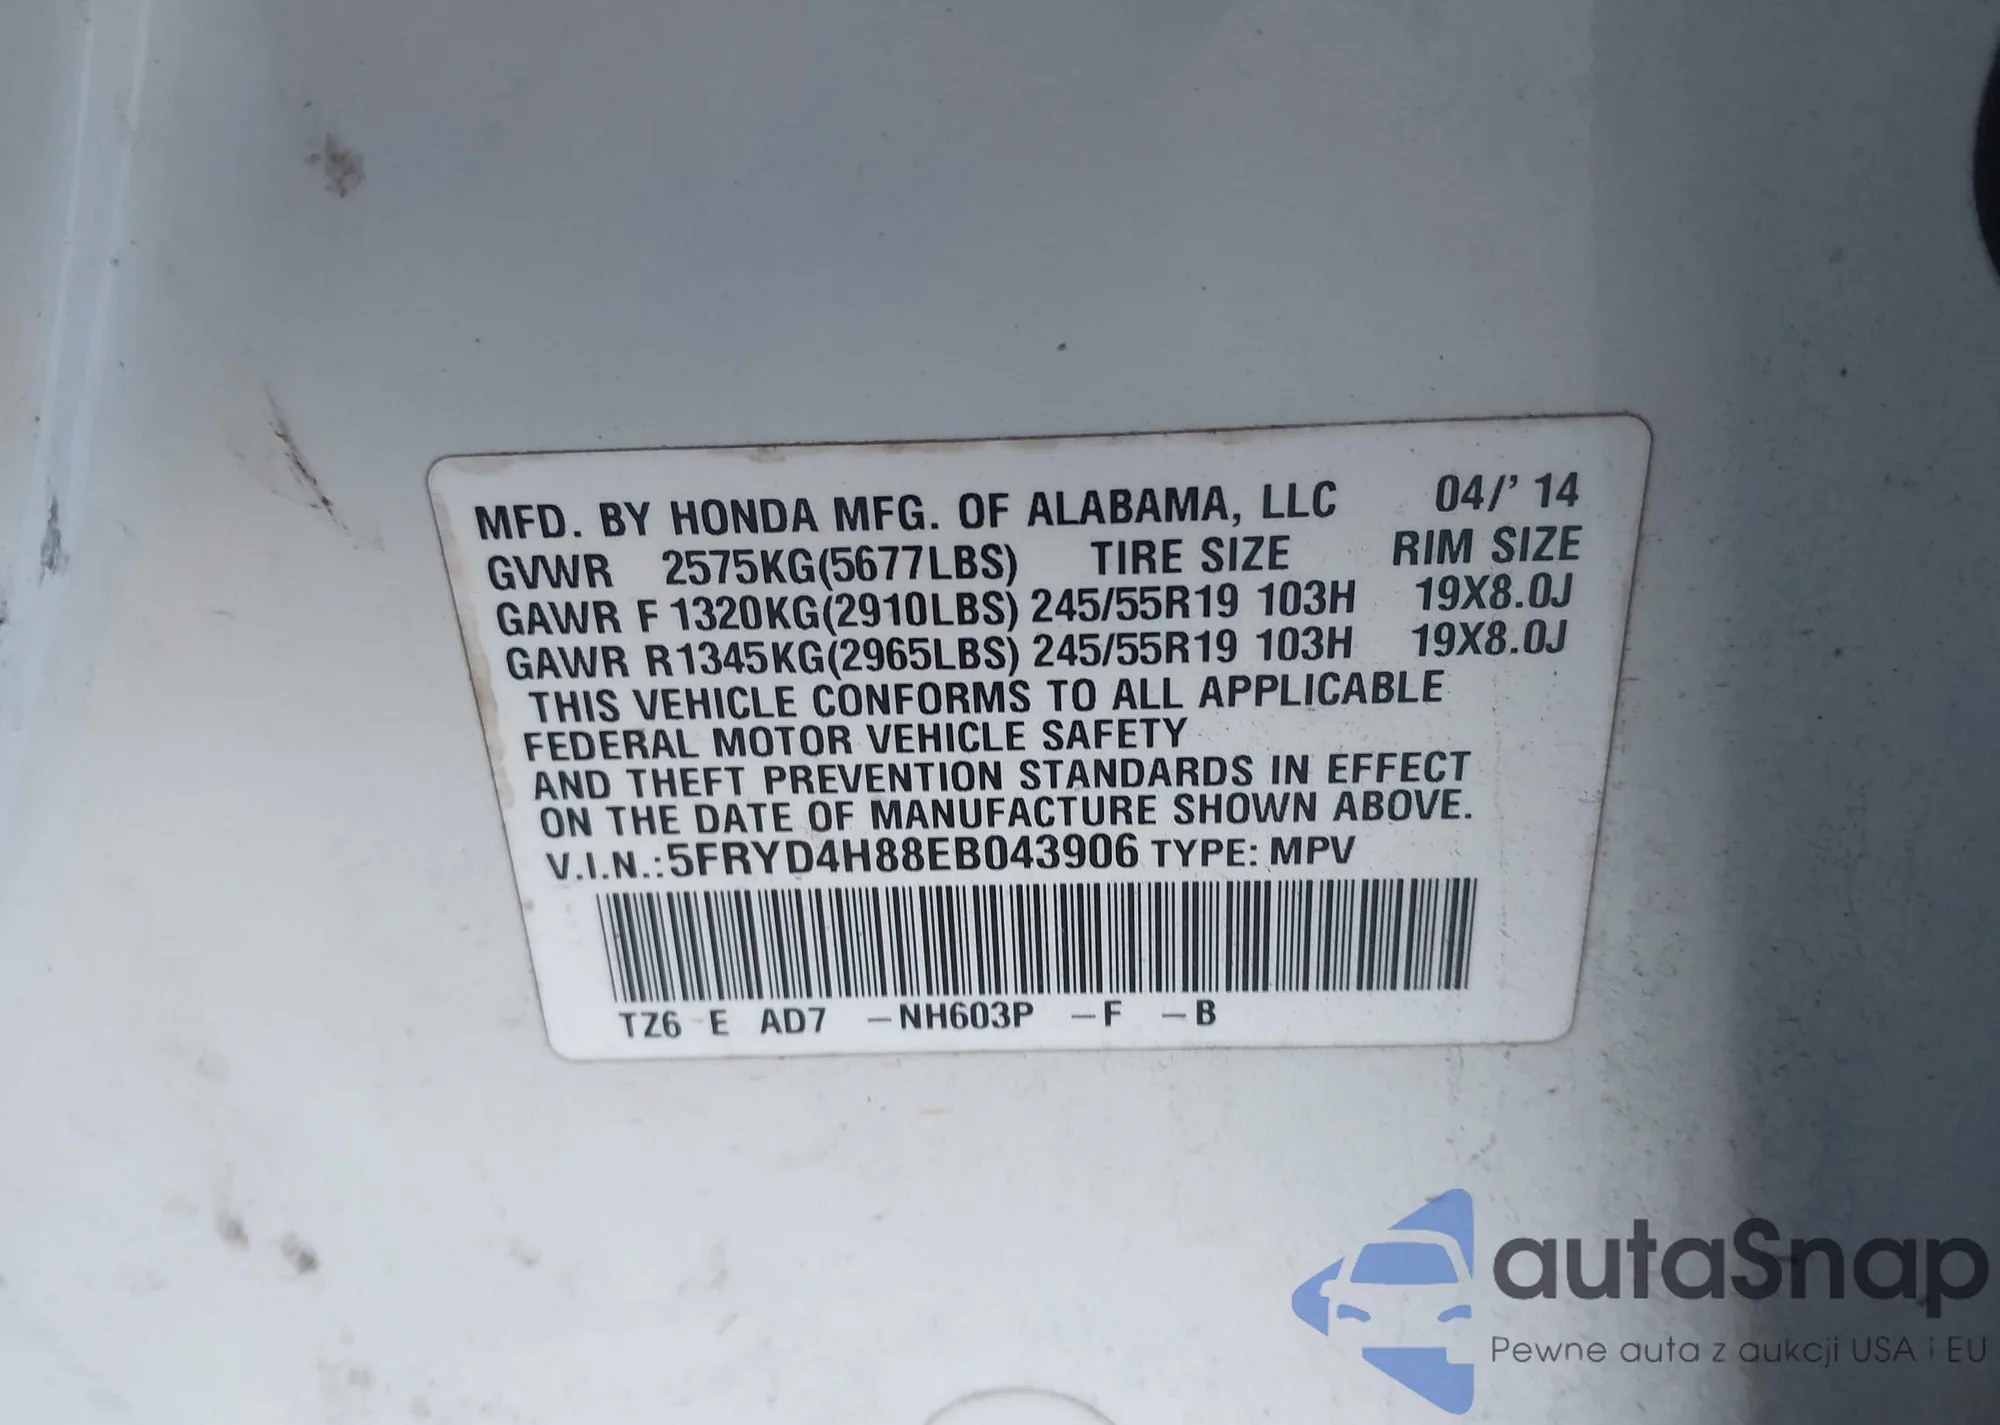 MFD. BY HONDA MFG. OF ALABAMA, LLC 04/' 14
GVWR 2575KG(5677LBS) TIRE SIZE RIM SIZE
GAWR F 1320KG(2910LBS) 245/55R19 103H 19X8.0J
GAWR R1345KG(2965LBS) 245/55R19 103H 19X8.0J
THIS VEHICLE CONFORMS TO ALL APPLICABLE
FEDERAL MOTOR VEHICLE SAFETY
AND THEFT PREVENTION STANDARDS IN EFFECT
ON THE DATE OF MANUFACTURE SHOWN ABOVE.
V.I.N.:5FRYD4H88EB043906 TYPE: MPV
TZ6 E AD7 –NH603P –F –B
autaSnap
Pewne auta z aukcji USA i EU